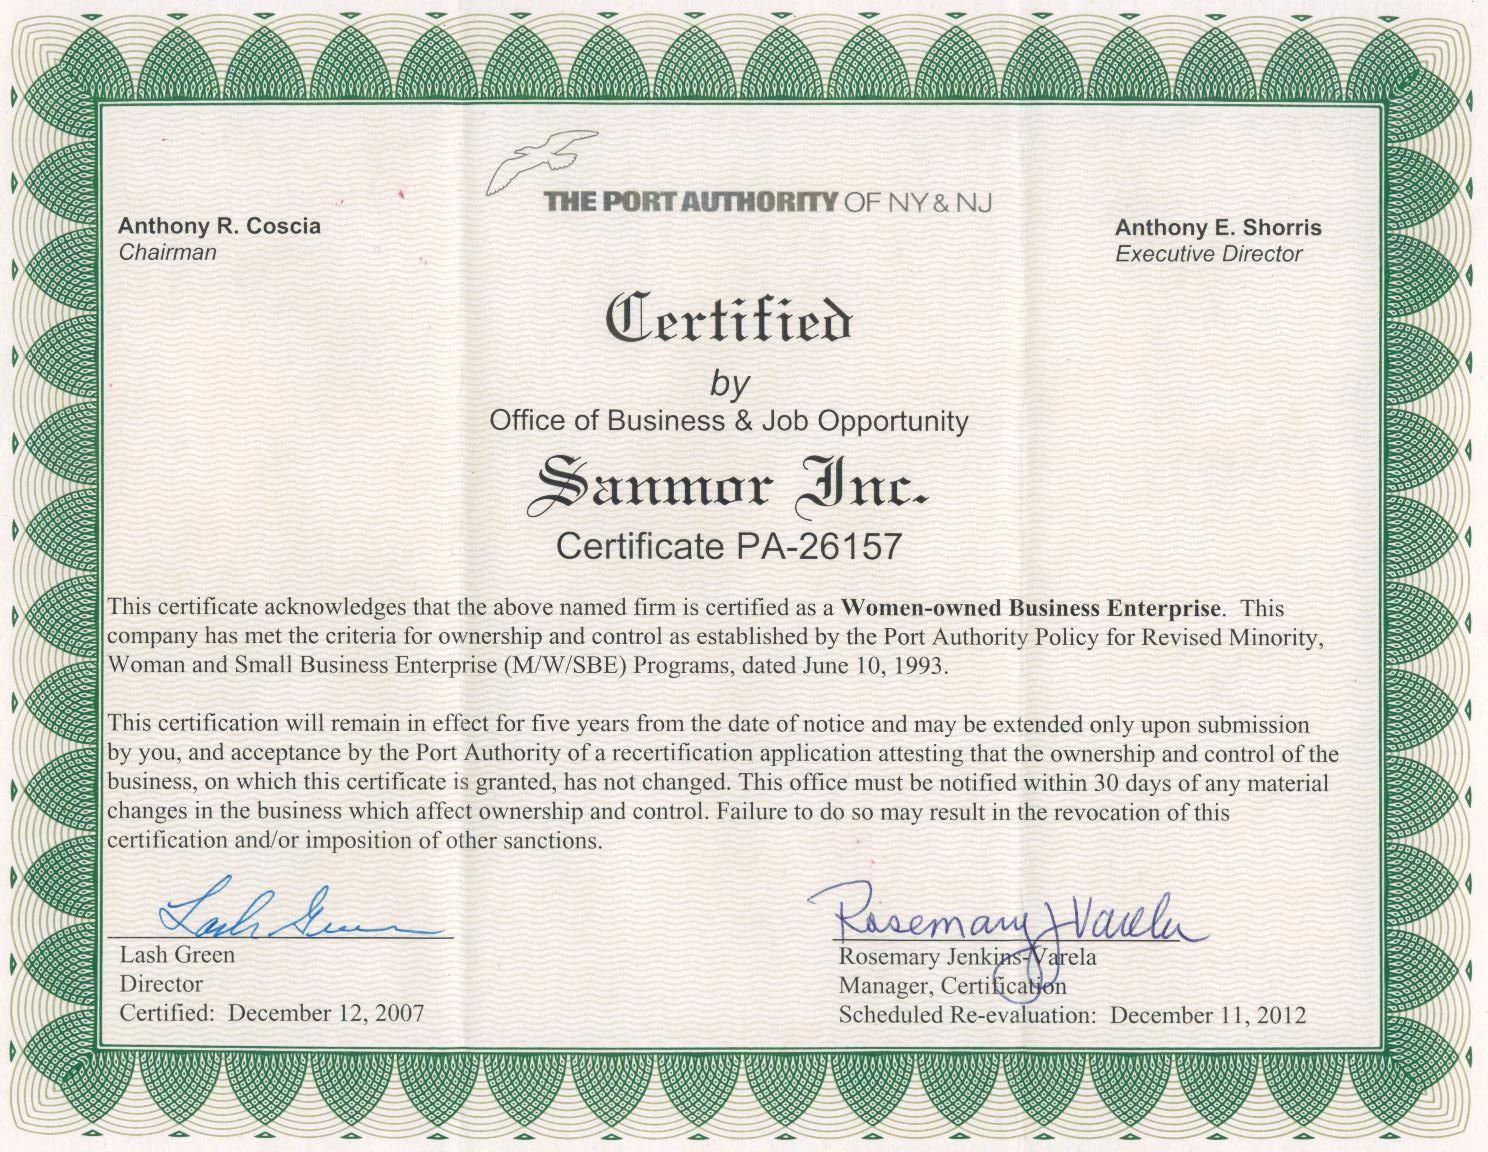 THE PORT AUTHORITY OF NY & NJ
Anthony R. Coscia
Chairman
Anthony E. Shorris
Executive Director
Certified
by
Office of Business & Job Opportunity
Sanmor Inc.
Certificate PA-26157
This certificate acknowledges that the above named firm is certified as a Women-owned Business Enterprise. This
company has met the criteria for ownership and control as established by the Port Authority Policy for Revised Minority,
Woman and Small Business Enterprise (M/W/SBE) Programs, dated June 10, 1993.
This certification will remain in effect for five years from the date of notice and may be extended only upon submission
by you, and acceptance by the Port Authority of a recertification application attesting that the ownership and control of the
business, on which this certificate is granted, has not changed. This office must be notified within 30 days of any material
changes in the business which affect ownership and control. Failure to do so may result in the revocation of this
certification and/or imposition of other sanctions.
Lash Green
Lash Green
Director
Certified: December 12, 2007
Rosemary J Varela
Rosemary Jenkins-Varela
Manager, Certification
Scheduled Re-evaluation: December 11, 2012